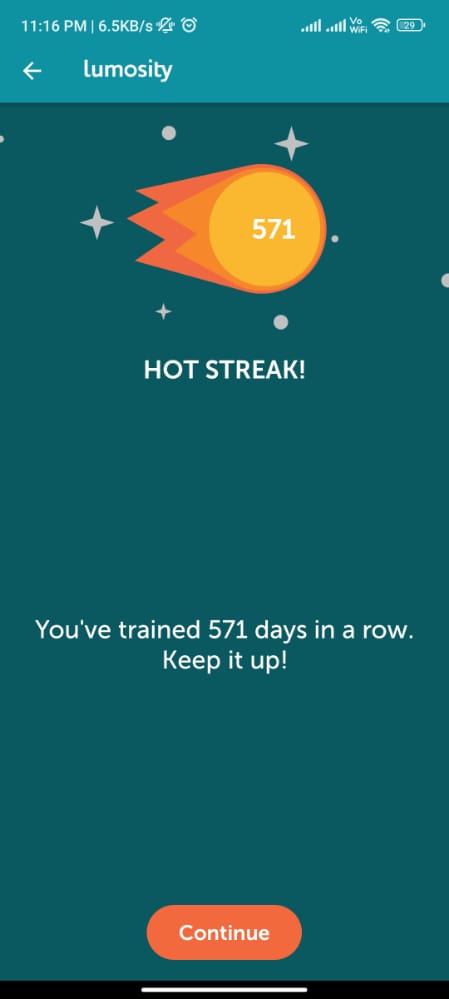 11:16 PM | 6.5KB/s Vo WiFi 29
lumosity
571
HOT STREAK!
You've trained 571 days in a row.
Keep it up!
Continue